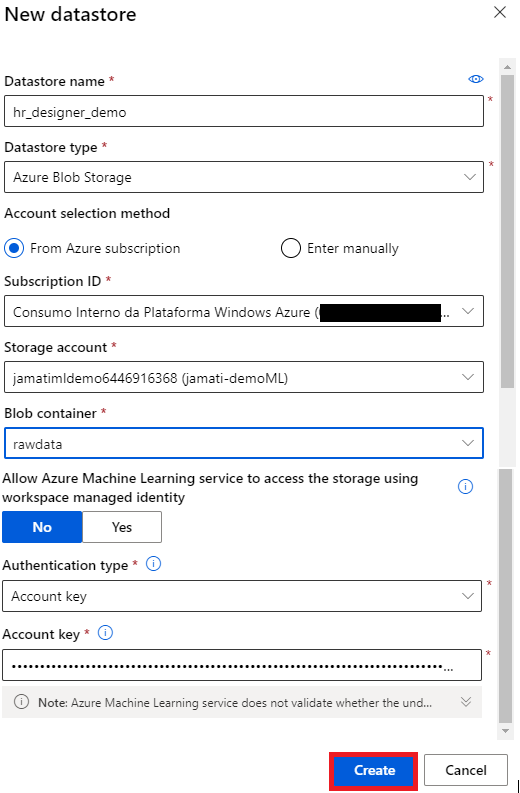 New datastore
Datastore name *
hr_designer_demo *
Datastore type *
Azure Blob Storage *
Account selection method
From Azure subscription Enter manually
Subscription ID *
Consumo Interno da Plataforma Windows Azure ( ...
Storage account *
jamatimldemo6446916368 (jamati-demoML)
Blob container *
rawdata
Allow Azure Machine Learning service to access the storage using
workspace managed identity
No Yes
Authentication type *
Account key *
Account key *
••••••••••••••••••••••••••••••••••••••••••••••••••••••••••••••••••••••••••••... *
Note: Azure Machine Learning service does not validate whether the und...
Create Cancel